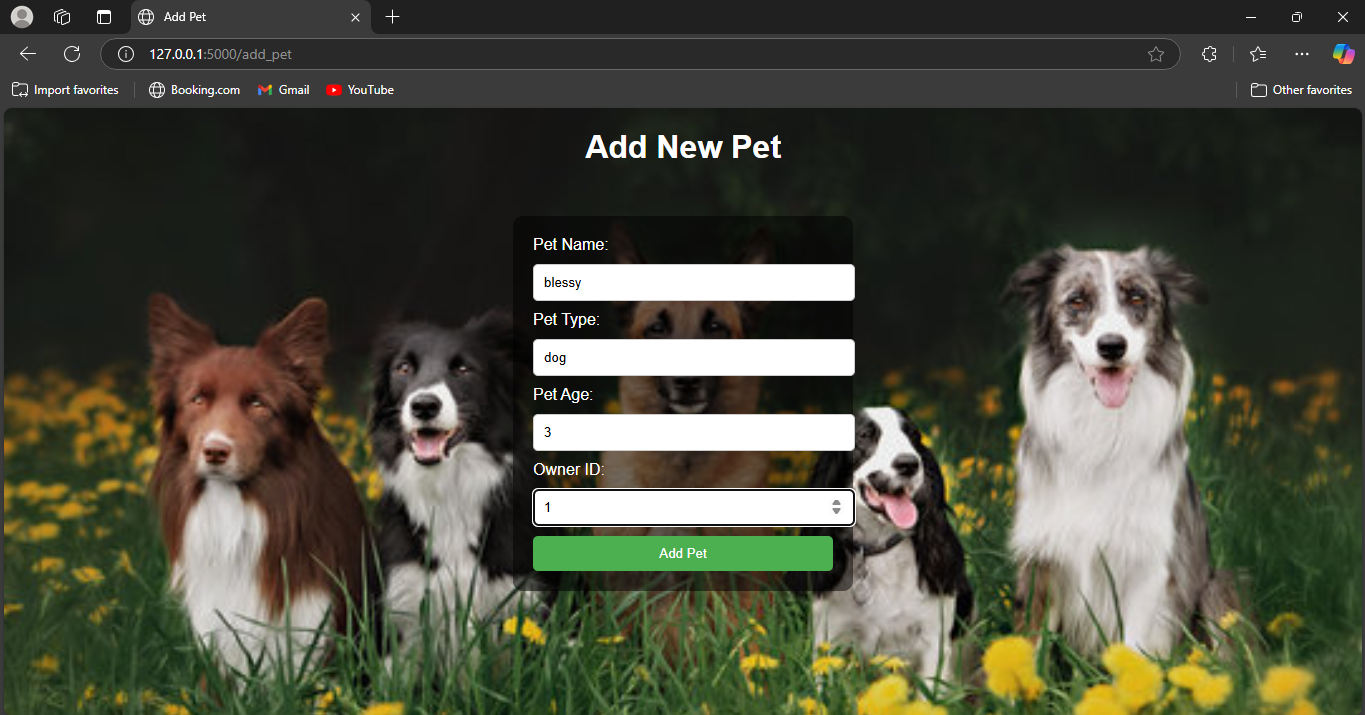 Add Pet
127.0.0.1:5000/add_pet
Import favorites
Booking.com
Gmail
YouTube
Other favorites
Add New Pet
Pet Name:
blessy
Pet Type:
dog
Pet Age:
3
Owner ID:
1
Add Pet